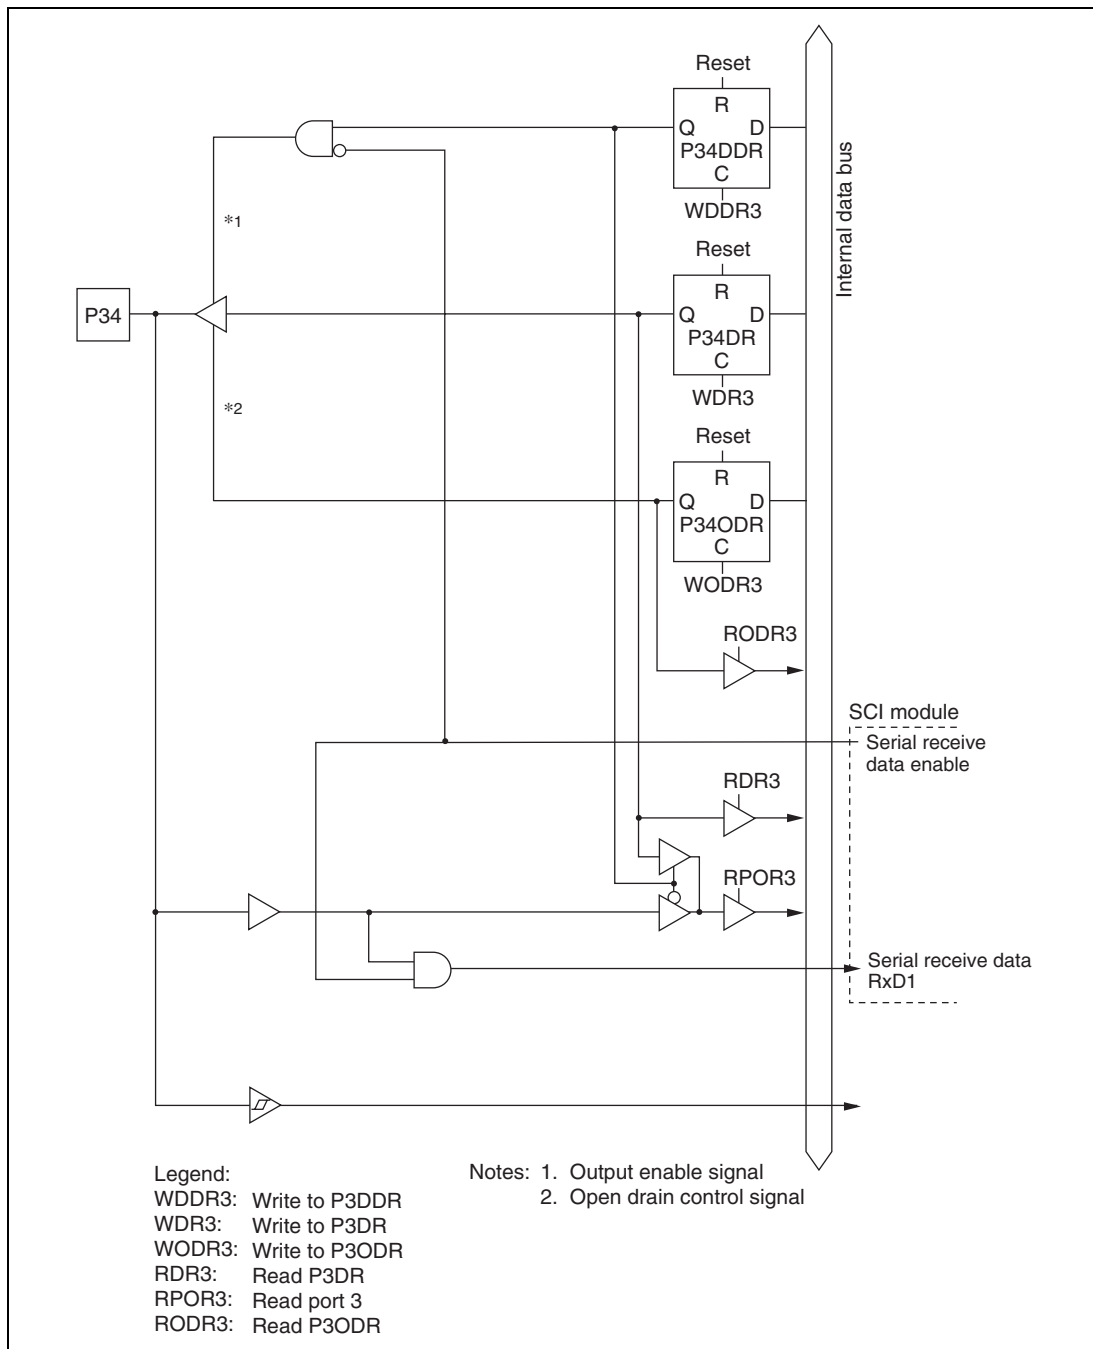 Reset
R
Q D
P34DDR
C
WDDR3
Internal data bus
*1
Reset
R
P34
Q D
P34DR
C
WDR3
*2
Reset
R
Q D
P34ODR
C
WODR3
RODR3
SCI module
Serial receive
data enable
RDR3
RPOR3
Serial receive data
RxD1
Legend:
WDDR3: Write to P3DDR
WDR3: Write to P3DR
WODR3: Write to P3ODR
RDR3: Read P3DR
RPOR3: Read port 3
RODR3: Read P3ODR
Notes: 1. Output enable signal
2. Open drain control signal